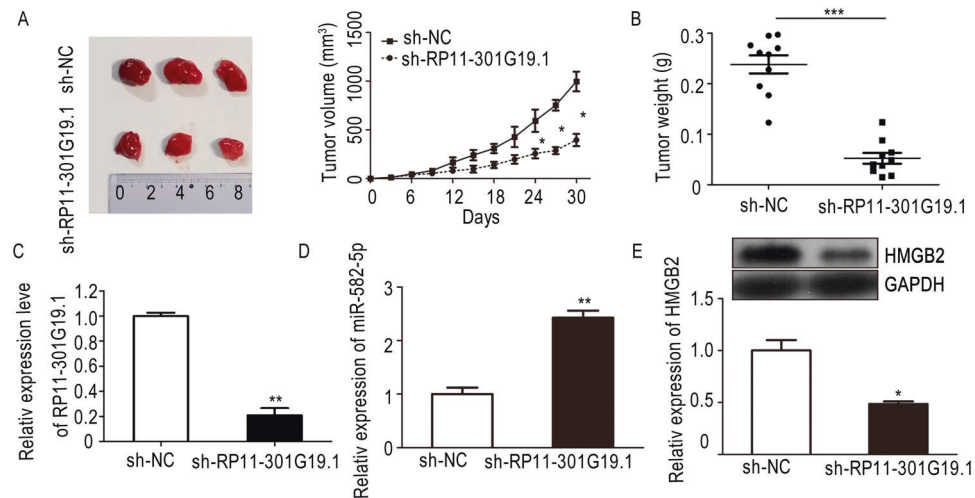 A
sh-NC
sh-RP11-301G19.1
0 2 4 6 8
Tumor volume (mm³)
1500
1000
500
0
sh-NC
sh-RP11-301G19.1
*
*
*
0 6 12 18 24 30
Days
B
Tumor weight (g)
***
0.3
0.2
0.1
0.0
sh-NC
sh-RP11-301G19.1
C
Relativ expression leve
of RP11-301G19.1
1.2
1.0
0.8
0.6
0.4
0.2
0
**
sh-NC
sh-RP11-301G19.1
D
Relativ expression of miR-582-5p
3
2
1
0
**
sh-NC
sh-RP11-301G19.1
E
HMGB2
GAPDH
Relativ expression of HMGB2
1.5
1.0
0.5
0
*
sh-NC
sh-RP11-301G19.1